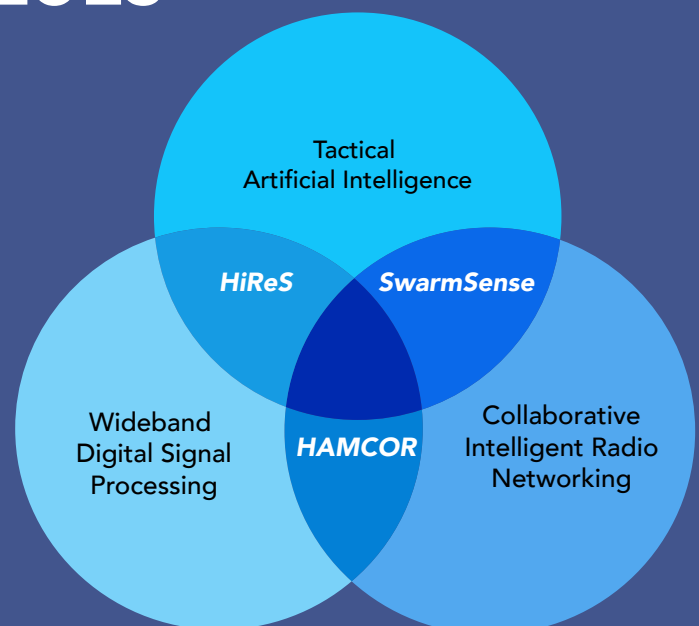 Tactical
Artificial Intelligence
HiReS
SwarmSense
Wideband
Digital Signal
Processing
HAMCOR
Collaborative
Intelligent Radio
Networking